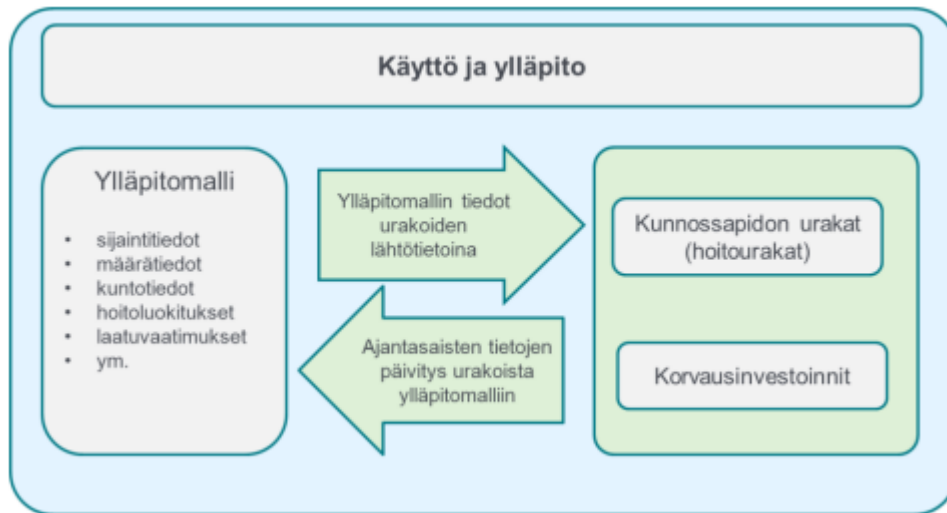 Käyttö ja ylläpito
Ylläpitomalli
• sijaintitiedot
• määrätiedot
• kuntotiedot
• hoitoluokitukset
• laatuvaatimukset
• ym.
Ylläpitomallin tiedot
urakoiden
lähtötietoina
Ajantasaisten tietojen
päivitys urakoista
ylläpitomalliin
Kunnossapidon urakat
(hoitourakat)
Korvausinvestoinnit